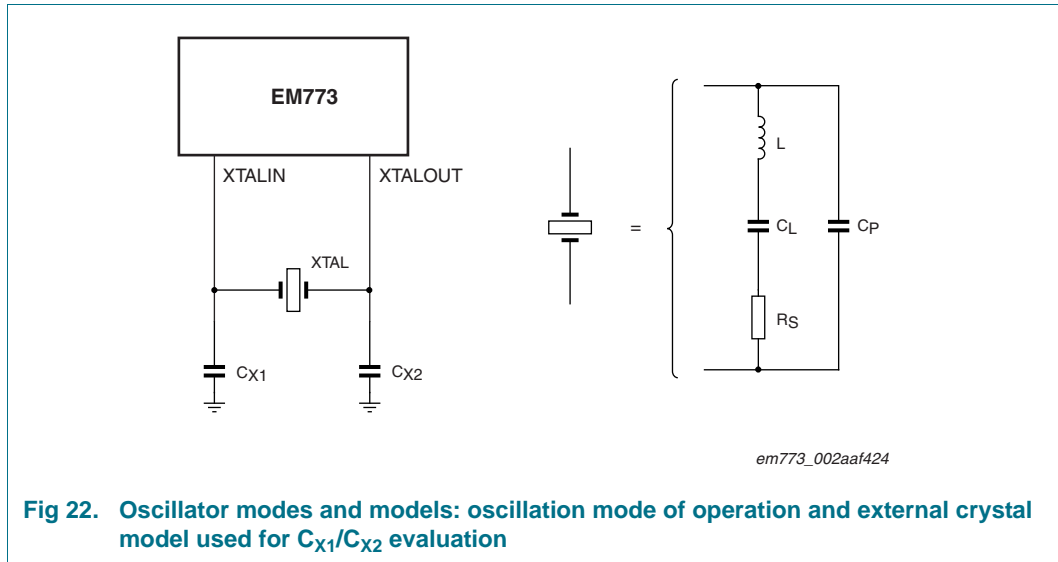 EM773
XTALIN
XTALOUT
XTAL
CX1
CX2
=
L
CL
CP
RS
em773_002aaf424
Fig 22. Oscillator modes and models: oscillation mode of operation and external crystal
model used for CX1/CX2 evaluation